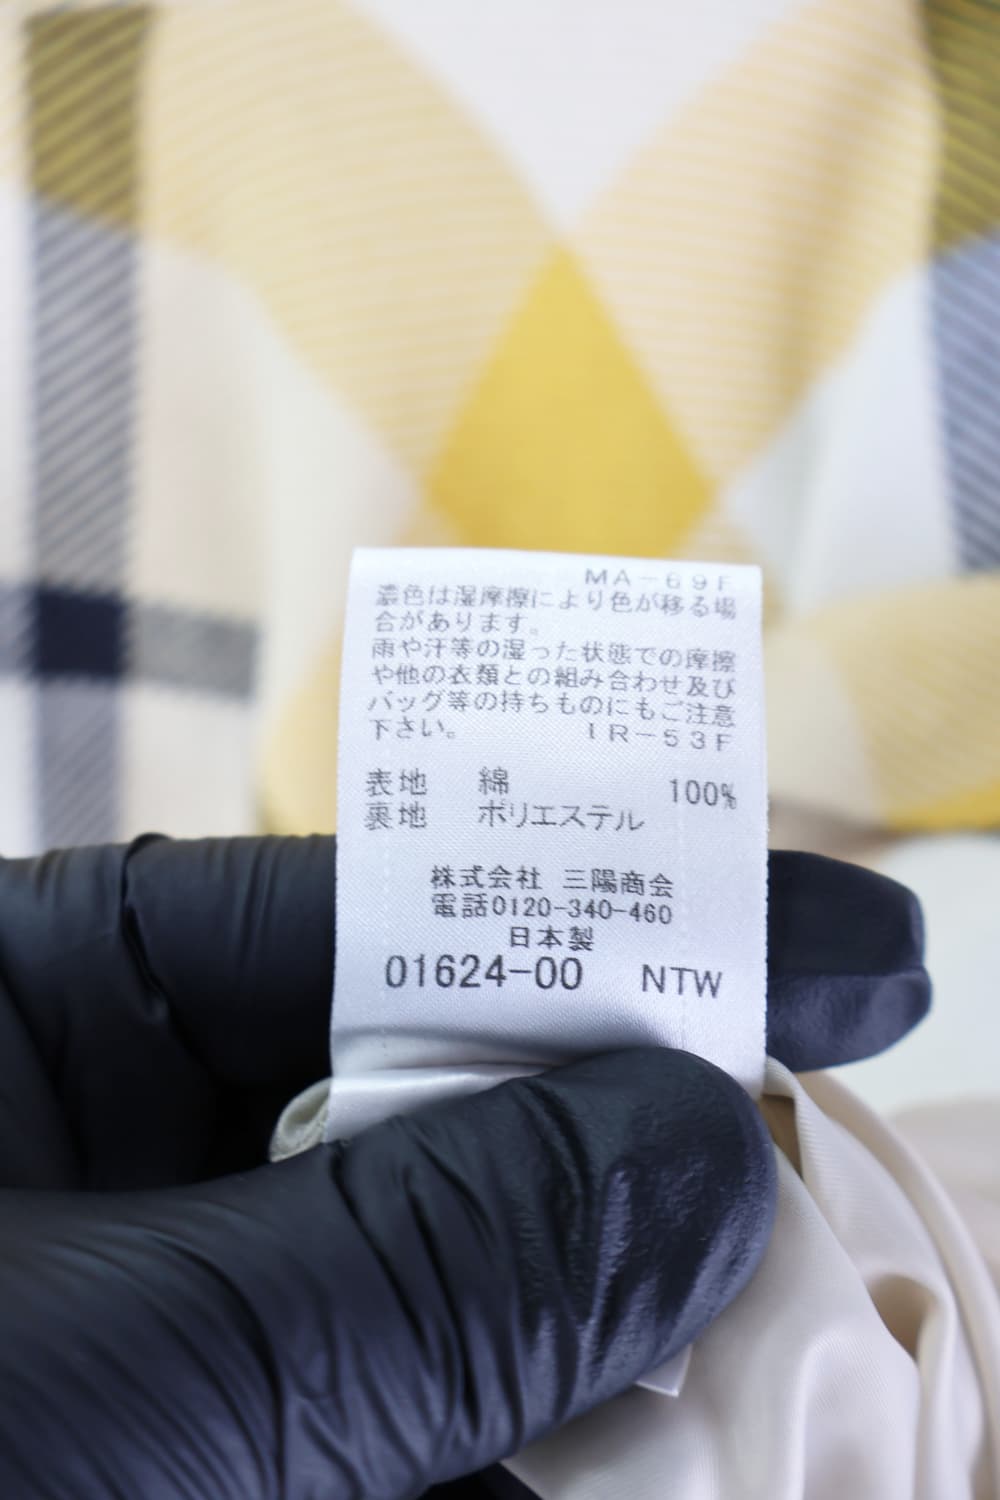 MA-69F
濃色は湿摩擦により色が移る場
合があります。
雨や汗等の湿った状態での摩擦
や他の衣類との組み合わせ及び
バッグ等の持ちものにもご注意
下さい。 IR-53F
表地 綿 100%
裏地 ポリエステル
株式会社 三陽商会
電話0120-340-460
日本製
01624-00 NTW